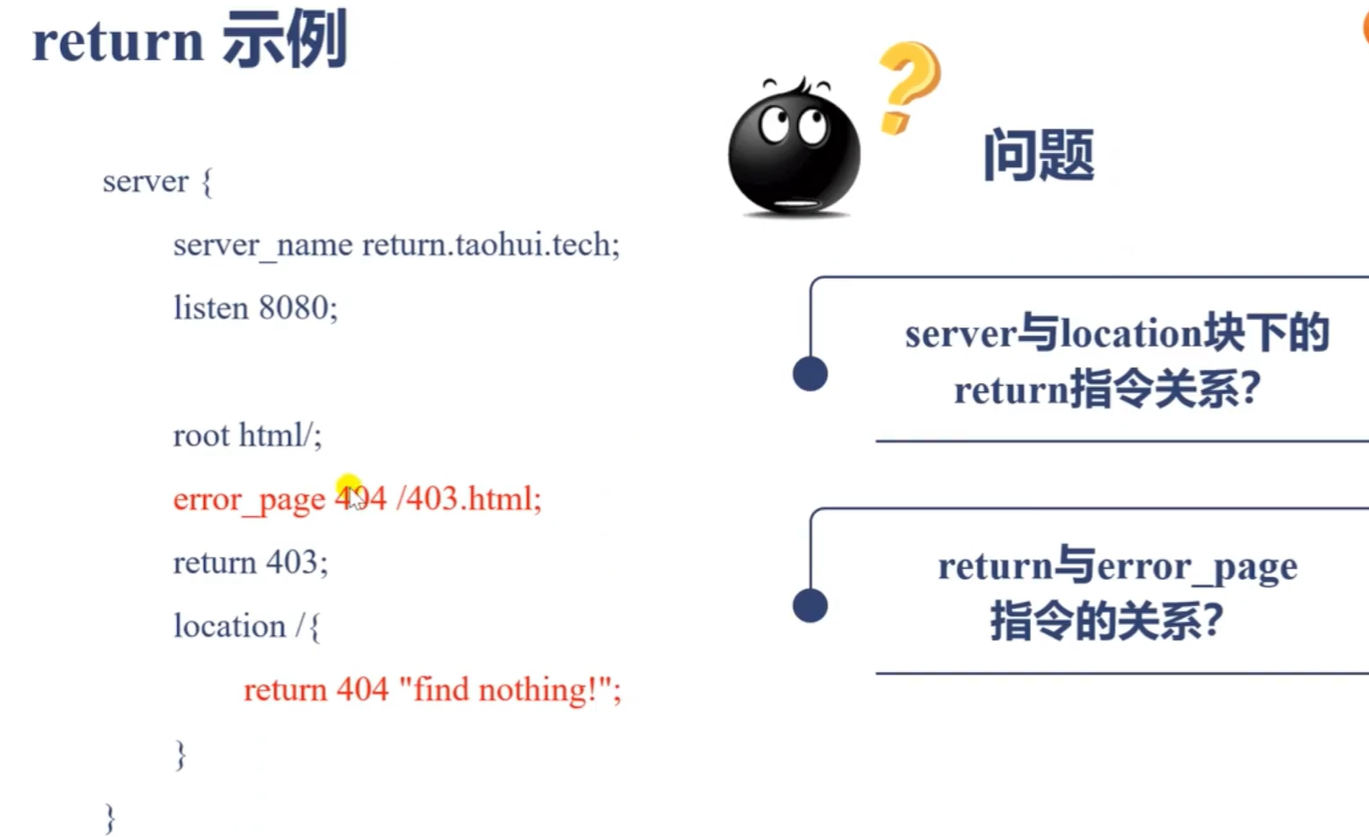 return 示例
server {
server_name return.taohui.tech;
listen 8080;
root html/;
error_page 404 /403.html;
return 403;
location /{
return 404 "find nothing!";
}
}
问题
server与location块下的
return指令关系?
return与error_page
指令的关系?